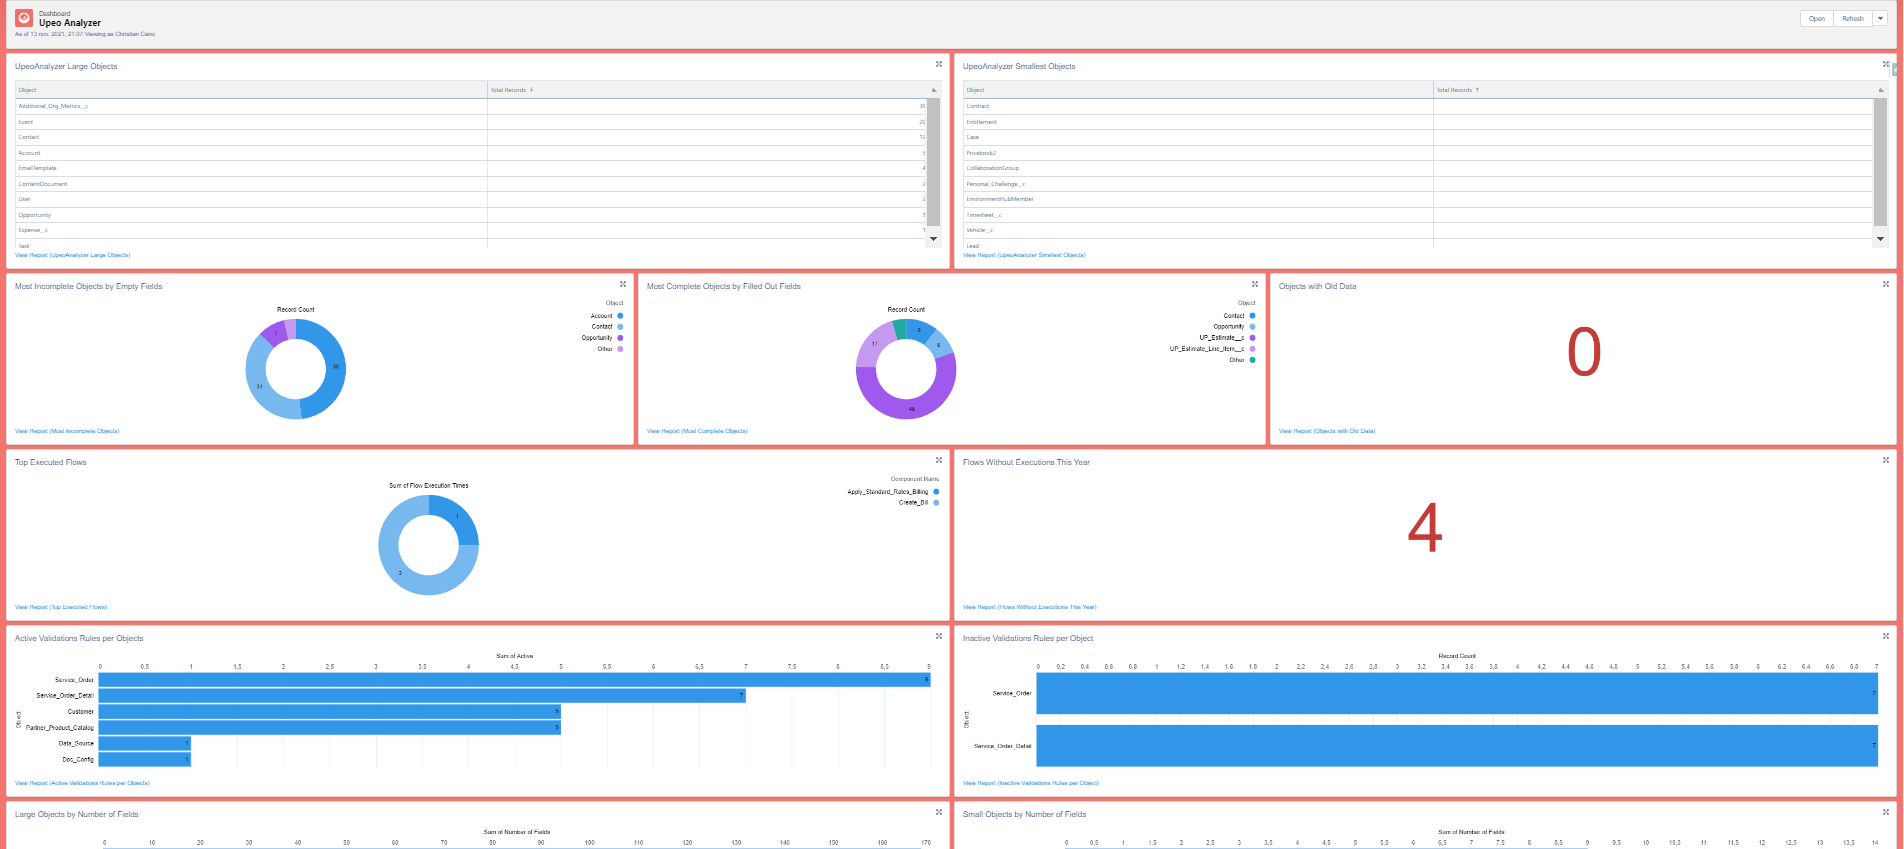 Dashboard
Upeo Analyzer
As of 13 nov. 2021, 21:07·Viewing as Christian Cano
Open
Refresh
UpeoAnalyzer Large Objects
Object
Total Records ↓
Additional_Org_Metrics__c
Event
Contact
Account
EmailTemplate
ContentDocument
User
Opportunity
Expense__c
Task
View Report (UpeoAnalyzer Large Objects)
UpeoAnalyzer Smallest Objects
Object
Total Records ↑
Contract
Entitlement
Case
Pricebook2
CollaborationGroup
Personal_Challenge__c
EnvironmentHubMember
Timesheet__c
Vehicle__c
Lead
View Report (UpeoAnalyzer Smallest Objects)
Most Incomplete Objects by Empty Fields
Record Count
7
31
Object
Account
Contact
Opportunity
Other
View Report (Most Incomplete Objects)
Most Complete Objects by Filled Out Fields
Record Count
9
8
17
49
Object
Contact
Opportunity
UP_Estimate__c
UP_Estimate_Line_Item__c
Other
View Report (Most Complete Objects)
Objects with Old Data
0
View Report (Objects with Old Data)
Top Executed Flows
Sum of Flow Execution Times
1
3
Component Name
Apply_Standard_Rates_Billing
Create_Bill
View Report (Top Executed Flows)
Flows Without Executions This Year
4
View Report (Flows Without Executions This Year)
Active Validations Rules per Objects
Sum of Active
0 0,5 1 1,5 2 2,5 3 3,5 4 4,5 5 5,5 6 6,5 7 7,5 8 8,5 9
Object
Service_Order 9
Service_Order_Detail 7
Customer 5
Partner_Product_Catalog 5
Data_Source 1
Doc_Config 1
View Report (Active Validations Rules per Objects)
Inactive Validations Rules per Object
Record Count
0 0,2 0,4 0,6 0,8 1 1,2 1,4 1,6 1,8 2 2,2 2,4 2,6 2,8 3 3,2 3,4 3,6 3,8 4 4,2 4,4 4,6 4,8 5 5,2 5,4 5,6 5,8 6 6,2 6,4 6,6 6,8 7
Object
Service_Order 7
Service_Order_Detail 7
View Report (Inactive Validations Rules per Object)
Large Objects by Number of Fields
Sum of Number of Fields
0 10 20 30 40 50 60 70 80 90 100 110 120 130 140 150 160 170
Small Objects by Number of Fields
Sum of Number of Fields
0 0,5 1 1,5 2 2,5 3 3,5 4 4,5 5 5,5 6 6,5 7 7,5 8 8,5 9 9,5 10 10,5 11 11,5 12 12,5 13 13,5 14